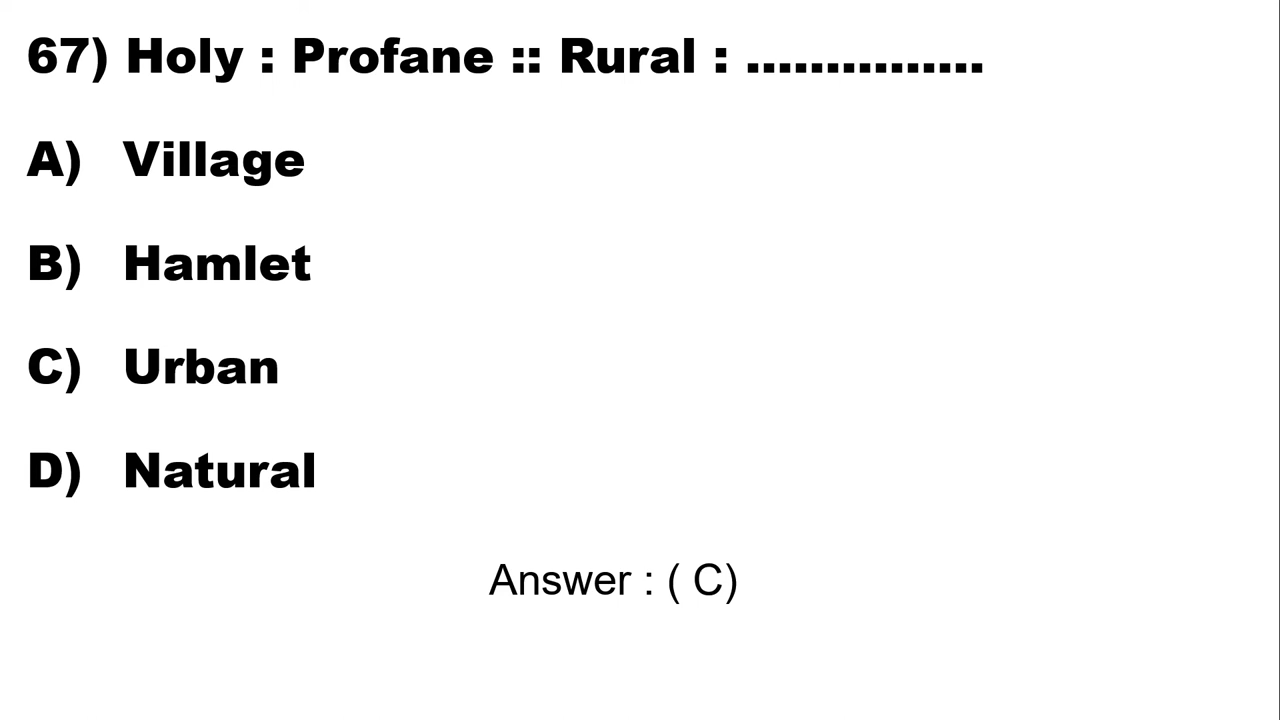 67) Holy : Profane :: Rural : ...............
A) Village
B) Hamlet
C) Urban
D) Natural
Answer : ( C)